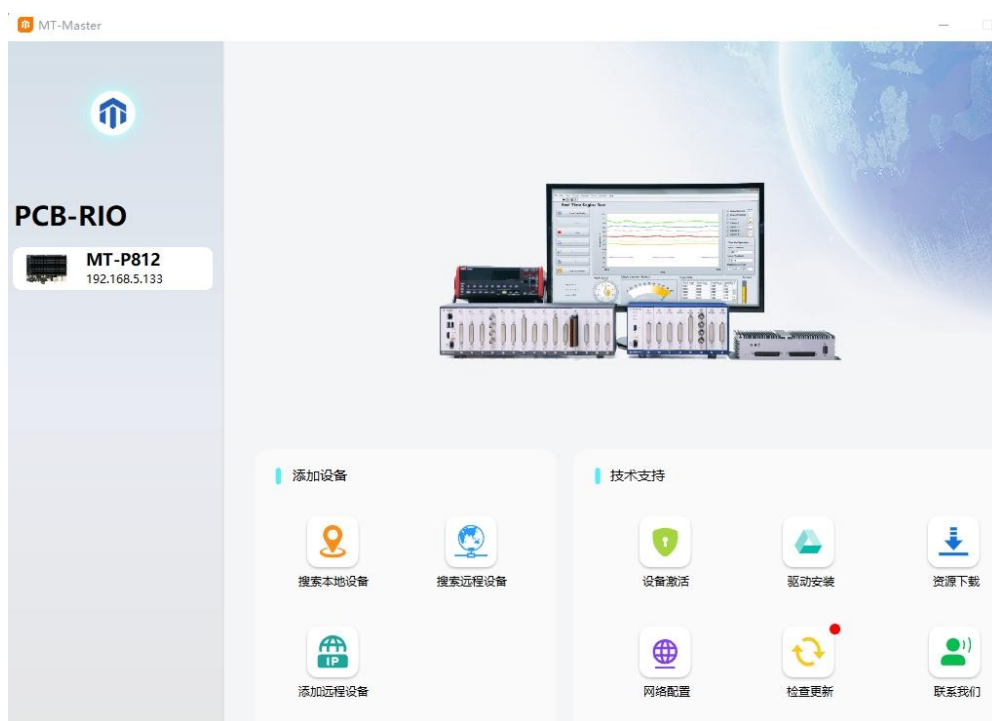 MT-Master
PCB-RIO
MT-P812
192.168.5.133
添加设备
搜索本地设备
搜索远程设备
IP
添加远程设备
技术支持
设备激活
驱动安装
资源下载
网络配置
检查更新
联系我们